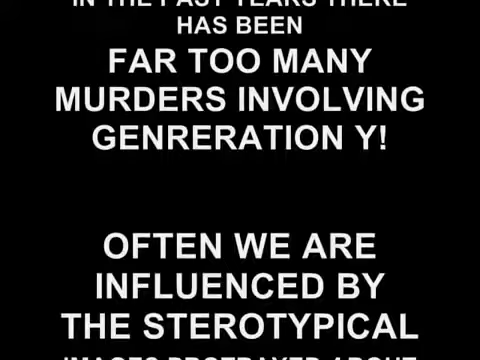 IN THE PAST YEARS THERE
HAS BEEN
FAR TOO MANY
MURDERS INVOLVING
GENRERATION Y!
OFTEN WE ARE
INFLUENCED BY
THE STEROTYPICAL
IMAGES PROTRAYED ABOUT